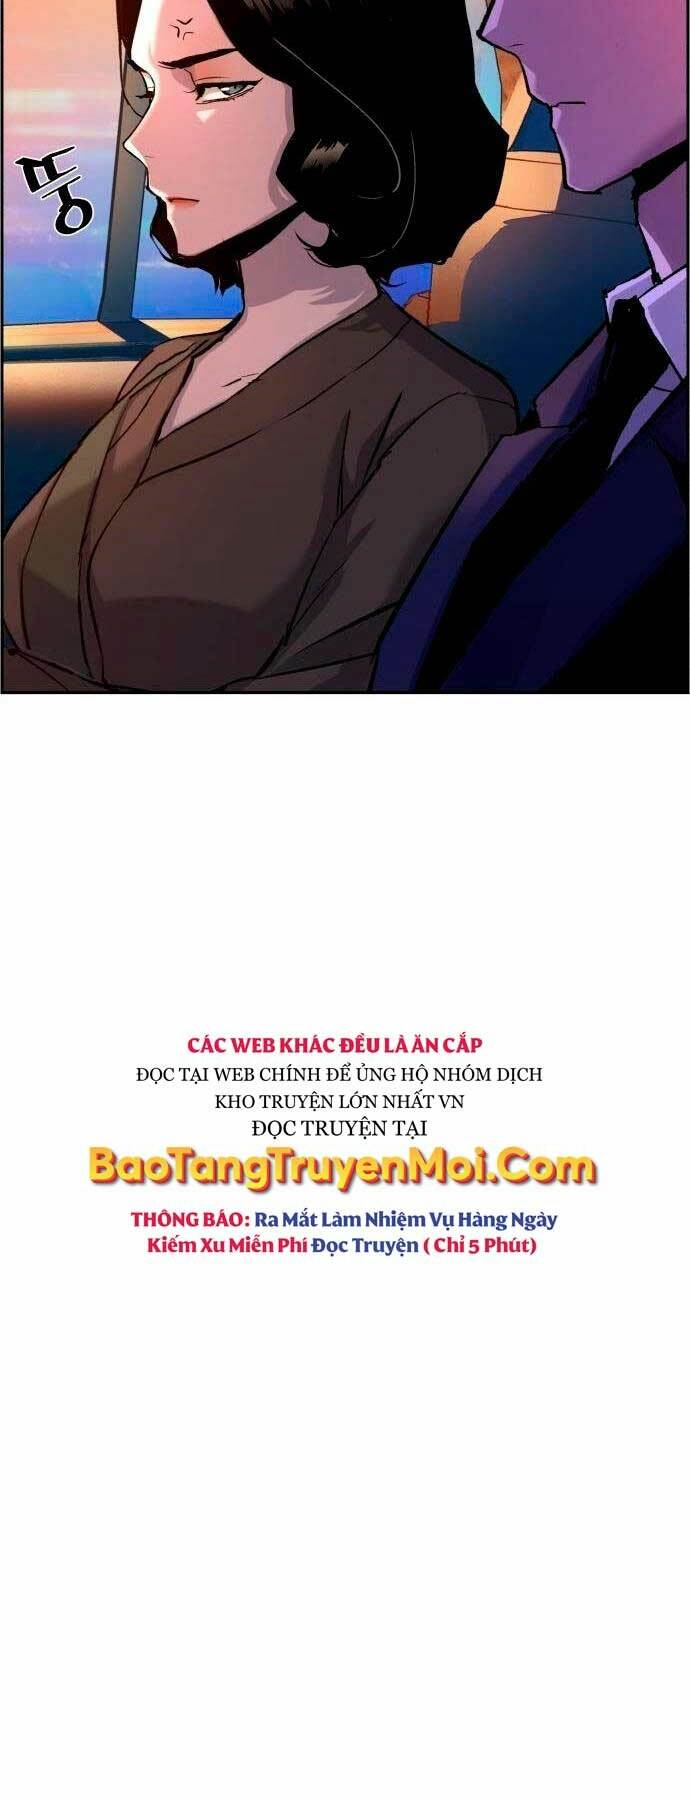 뚱
CÁC WEB KHÁC ĐỀU LÀ ĂN CẮP
ĐỌC TẠI WEB CHÍNH ĐỂ ỦNG HỘ NHÓM DỊCH
KHO TRUYỆN LỚN NHẤT VN
ĐỌC TRUYỆN TẠI
BaoTangTruyenMoi.Com
THÔNG BÁO: Ra Mắt Làm Nhiệm Vụ Hàng Ngày
Kiếm Xu Miễn Phí Đọc Truyện ( Chỉ 5 Phút)